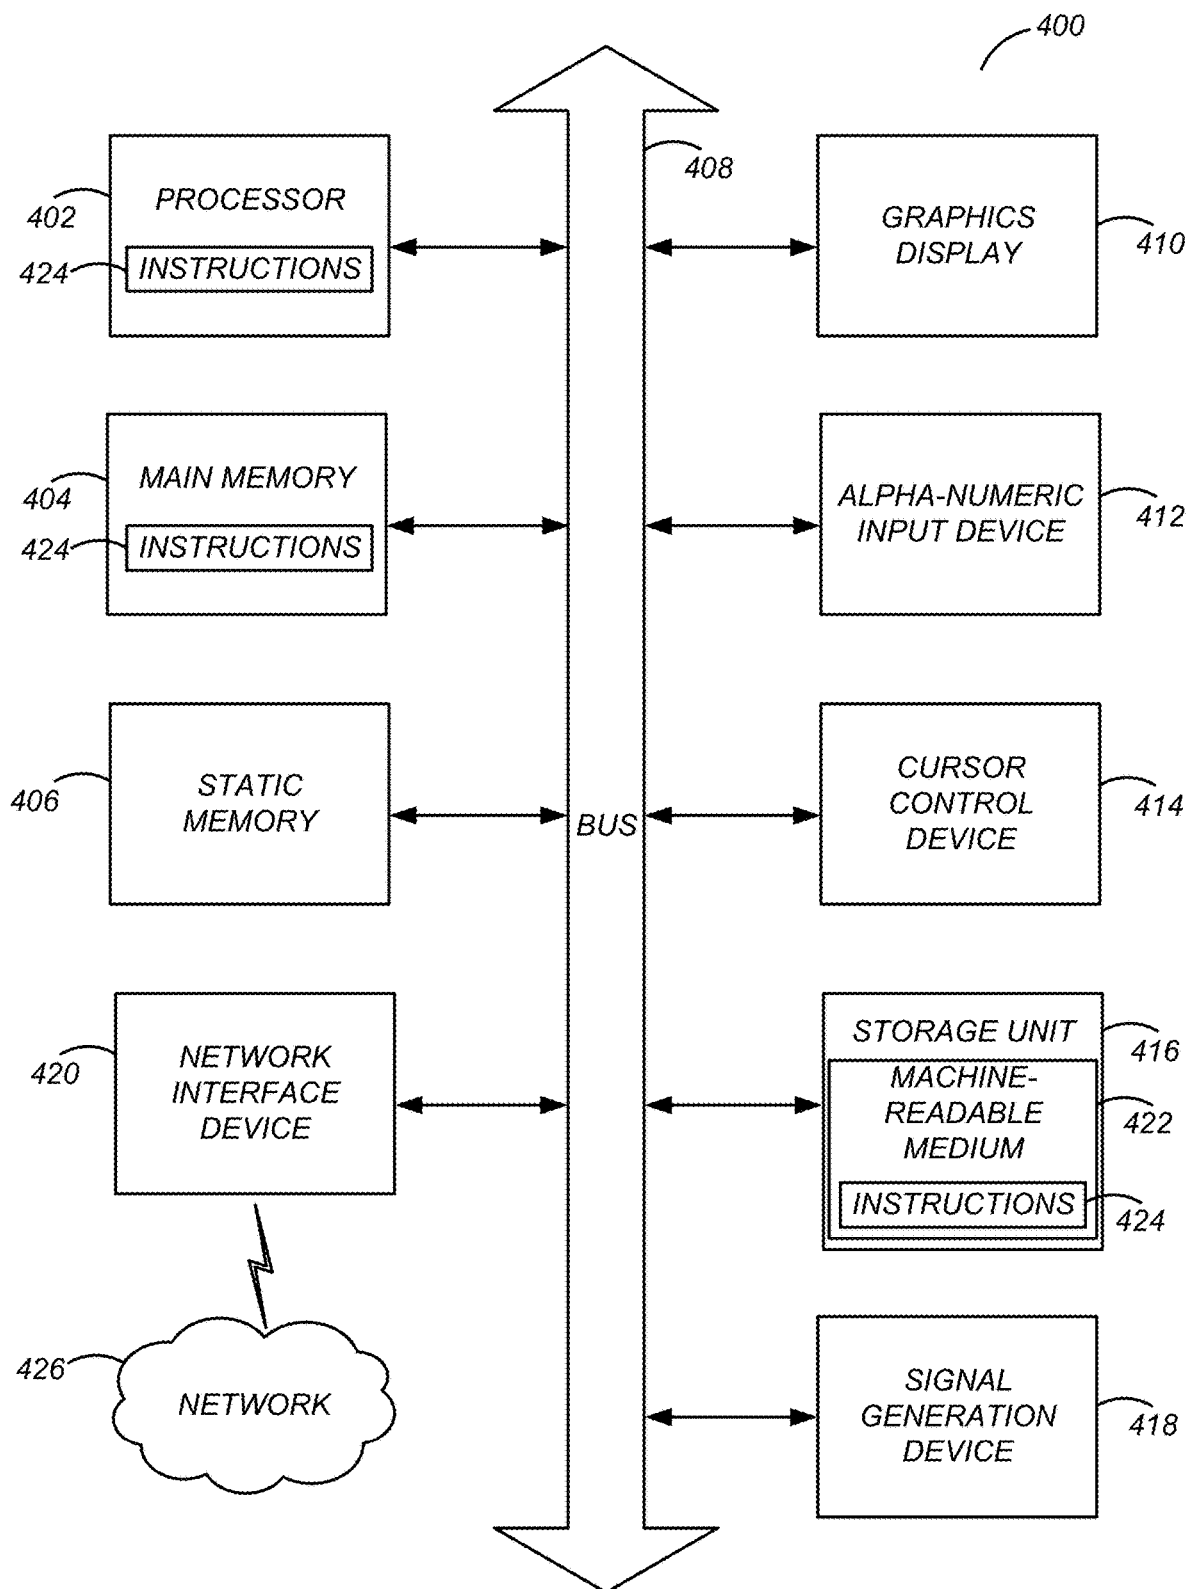 400
408
402
PROCESSOR
424
INSTRUCTIONS
GRAPHICS
DISPLAY
410
404
MAIN MEMORY
424
INSTRUCTIONS
ALPHA-NUMERIC
INPUT DEVICE
412
406
STATIC
MEMORY
BUS
CURSOR
CONTROL
DEVICE
414
420
NETWORK
INTERFACE
DEVICE
STORAGE UNIT
416
MACHINE-
READABLE
MEDIUM
422
INSTRUCTIONS
424
426
NETWORK
SIGNAL
GENERATION
DEVICE
418